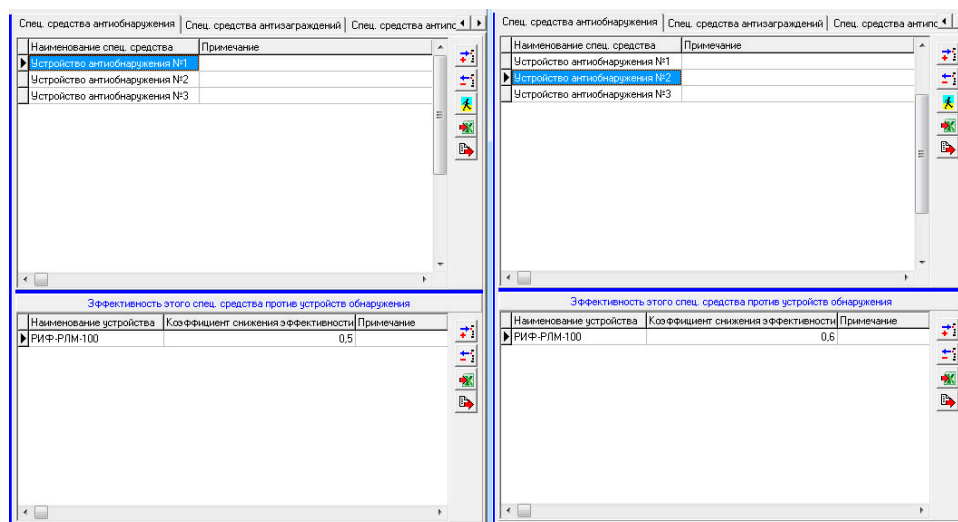 Спец. средства антиобнаружения Спец. средства антизаграждений Спец. средства антипс
Наименование спец. средства Примечание
Устройство антиобнаружения №1
Устройство антиобнаружения №2
Устройство антиобнаружения №3
Эффективность этого спец. средства против устройств обнаружения
Наименование устройства Коэффициент снижения эффективности Примечание
РИФ-РЛМ-100 0,5
Спец. средства антиобнаружения Спец. средства антизаграждений Спец. средства антипс
Наименование спец. средства Примечание
Устройство антиобнаружения №1
Устройство антиобнаружения №2
Устройство антиобнаружения №3
Эффективность этого спец. средства против устройств обнаружения
Наименование устройства Коэффициент снижения эффективности Примечание
РИФ-РЛМ-100 0,6